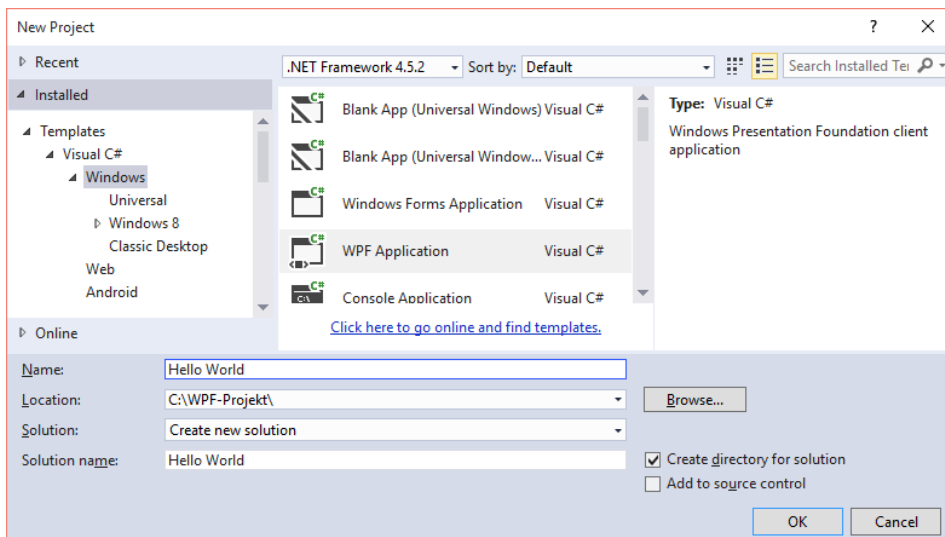 New Project
Recent
.NET Framework 4.5.2 Sort by: Default Search Installed Te
Installed
Templates
Visual C#
Windows
Universal
Windows 8
Classic Desktop
Web
Android
Online
C# Blank App (Universal Windows) Visual C#
C# Blank App (Universal Window... Visual C#
C# Windows Forms Application Visual C#
C# WPF Application Visual C#
C# Console Application Visual C#
Click here to go online and find templates.
Type: Visual C#
Windows Presentation Foundation client
application
Name: Hello World
Location: C:\WPF-Projekt\ Browse...
Solution: Create new solution
Solution name: Hello World
Create directory for solution
Add to source control
OK Cancel